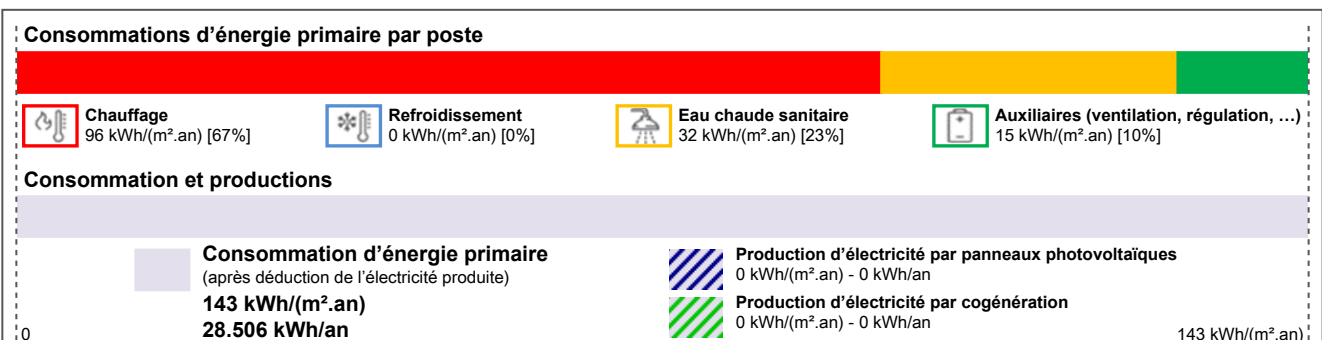 Consommations d'énergie primaire par poste
Chauffage
96 kWh/(m².an) [67%]
Refroidissement
0 kWh/(m².an) [0%]
Eau chaude sanitaire
32 kWh/(m².an) [23%]
Auxiliaires (ventilation, régulation, …)
15 kWh/(m².an) [10%]
Consommation et productions
Consommation d'énergie primaire
(après déduction de l'électricité produite)
143 kWh/(m².an)
28.506 kWh/an
Production d'électricité par panneaux photovoltaïques
0 kWh/(m².an) - 0 kWh/an
Production d'électricité par cogénération
0 kWh/(m².an) - 0 kWh/an
0
143 kWh/(m².an)